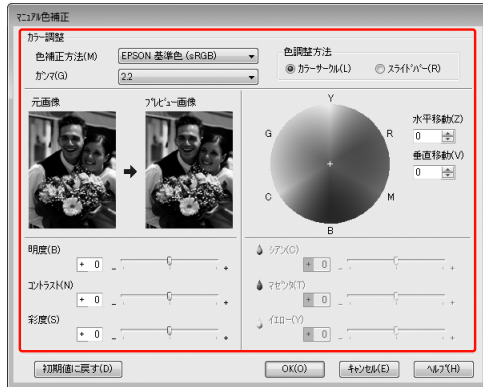 マニュアル色補正
カラー調整
色補正方法(M) EPSON 基準色 (sRGB)
ガンマ(G) 2.2
色調整方法
カラーサークル(L) スライドバー(R)
元画像 プレビュー画像
Y
G R
C M
B
水平移動(Z)
0
垂直移動(V)
0
明度(B)
+ 0 - +
コントラスト(N)
+ 0 - +
彩度(S)
+ 0 - +
シアン(C)
+ 0 - +
マゼンタ(T)
+ 0 - +
イエロー(Y)
+ 0 - +
初期値に戻す(D) OK(O) キャンセル(E) ヘルプ(H)